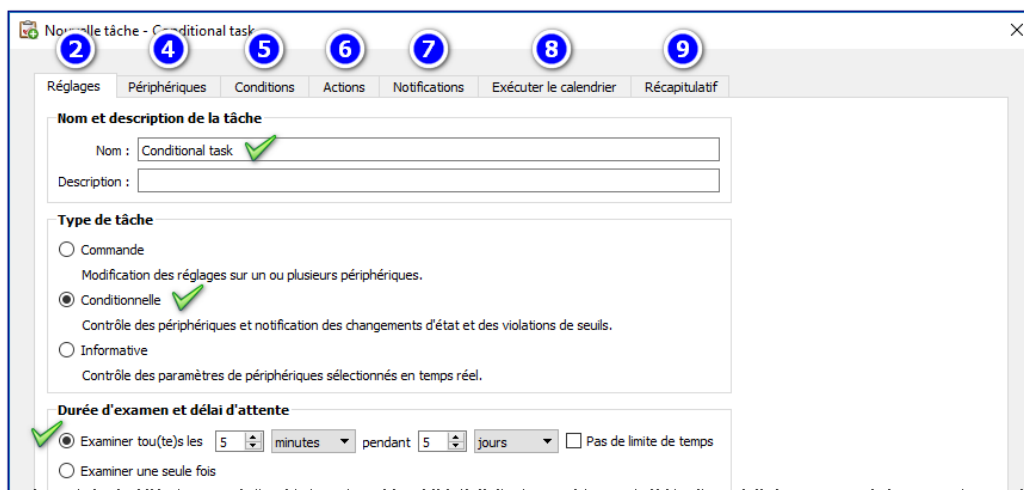 Nouvelle tâche - Conditional task
2 4 5 6 7 8 9
Réglages Périphériques Conditions Actions Notifications Exécuter le calendrier Récapitulatif
Nom et description de la tâche
Nom : Conditional task
Description :
Type de tâche
Commande
Modification des réglages sur un ou plusieurs périphériques.
Conditionnelle
Contrôle des périphériques et notification des changements d'état et des violations de seuils.
Informative
Contrôle des paramètres de périphériques sélectionnés en temps réel.
Durée d'examen et délai d'attente
Examiner tou(te)s les 5 minutes pendant 5 jours Pas de limite de temps
Examiner une seule fois